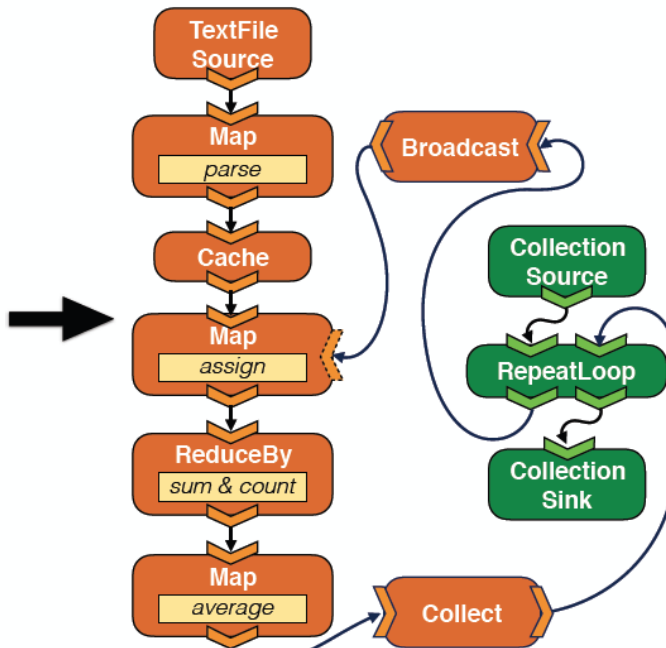 TextFile
Source
Map
parse
Broadcast
Cache
Collection
Source
Map
assign
RepeatLoop
ReduceBy
sum & count
Collection
Sink
Map
average
Collect